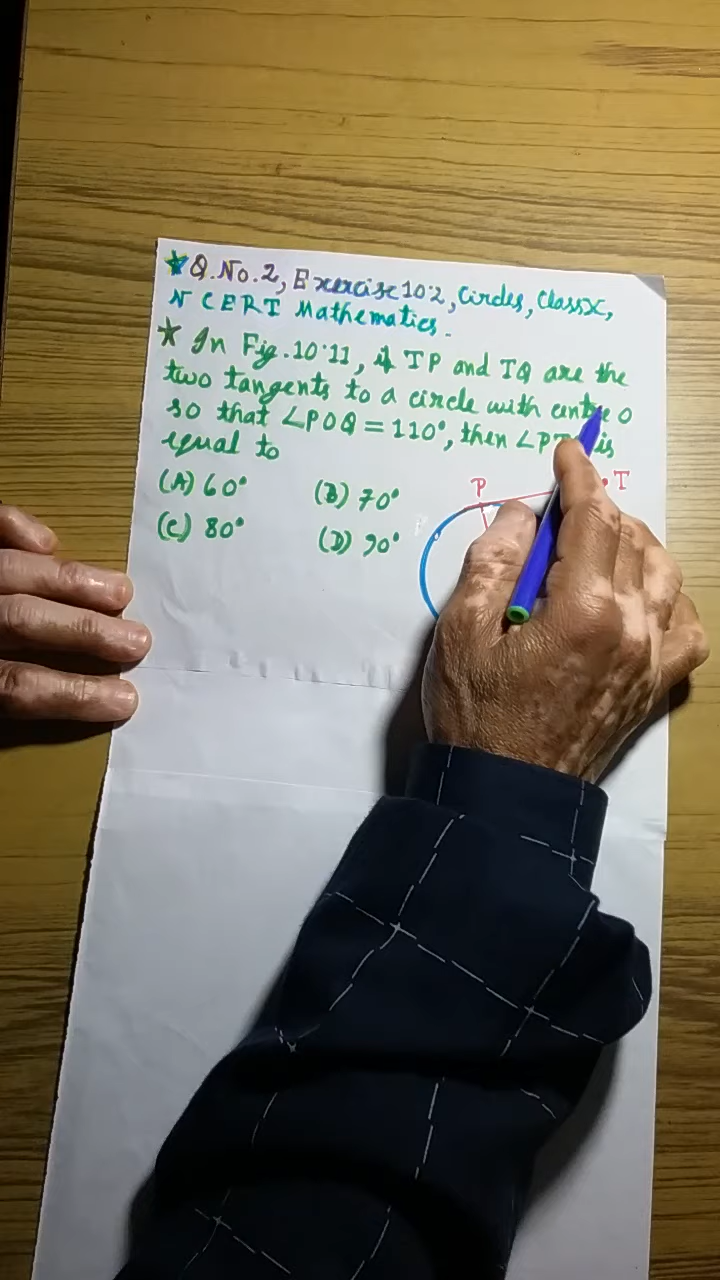 ★ Q.No.2, Exercise 10.2, Circles, Class X,
NCERT Mathematics.
★ In Fig. 10.11, if TP and TQ are the
two tangents to a circle with centre O
so that ∠POQ = 110°, then is
equal to
(A) 60° (B) 70°
(C) 80° (D) 90°
P T